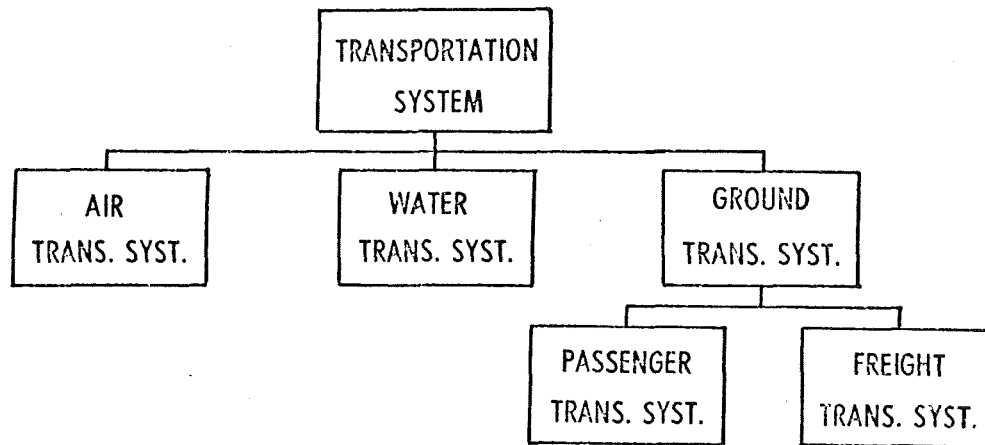 TRANSPORTATION
SYSTEM
AIR
TRANS. SYST.
WATER
TRANS. SYST.
GROUND
TRANS. SYST.
PASSENGER
TRANS. SYST.
FREIGHT
TRANS. SYST.